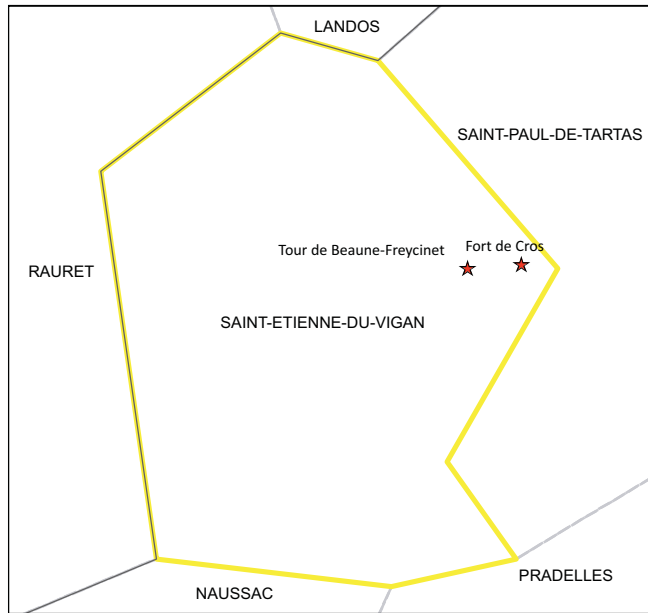 LANDOS
SAINT-PAUL-DE-TARTAS
Tour de Beaune-Freycinet
Fort de Cros
RAURET
SAINT-ETIENNE-DU-VIGAN
PRADELLES
NAUSSAC